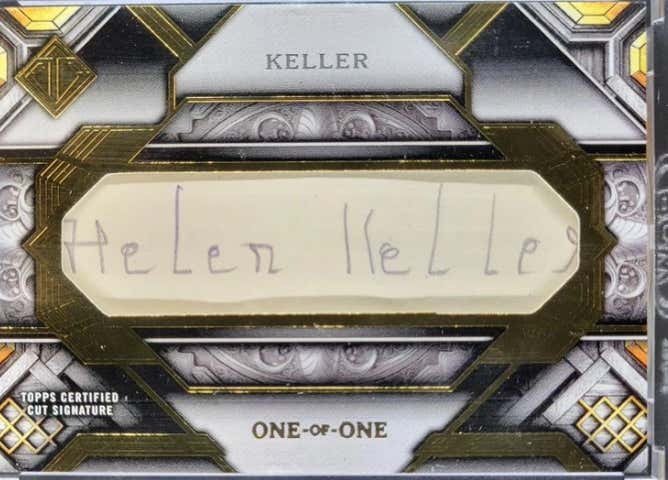 KELLER
Helen Keller
TOPPS CERTIFIED
CUT SIGNATURE
ONE-OF-ONE